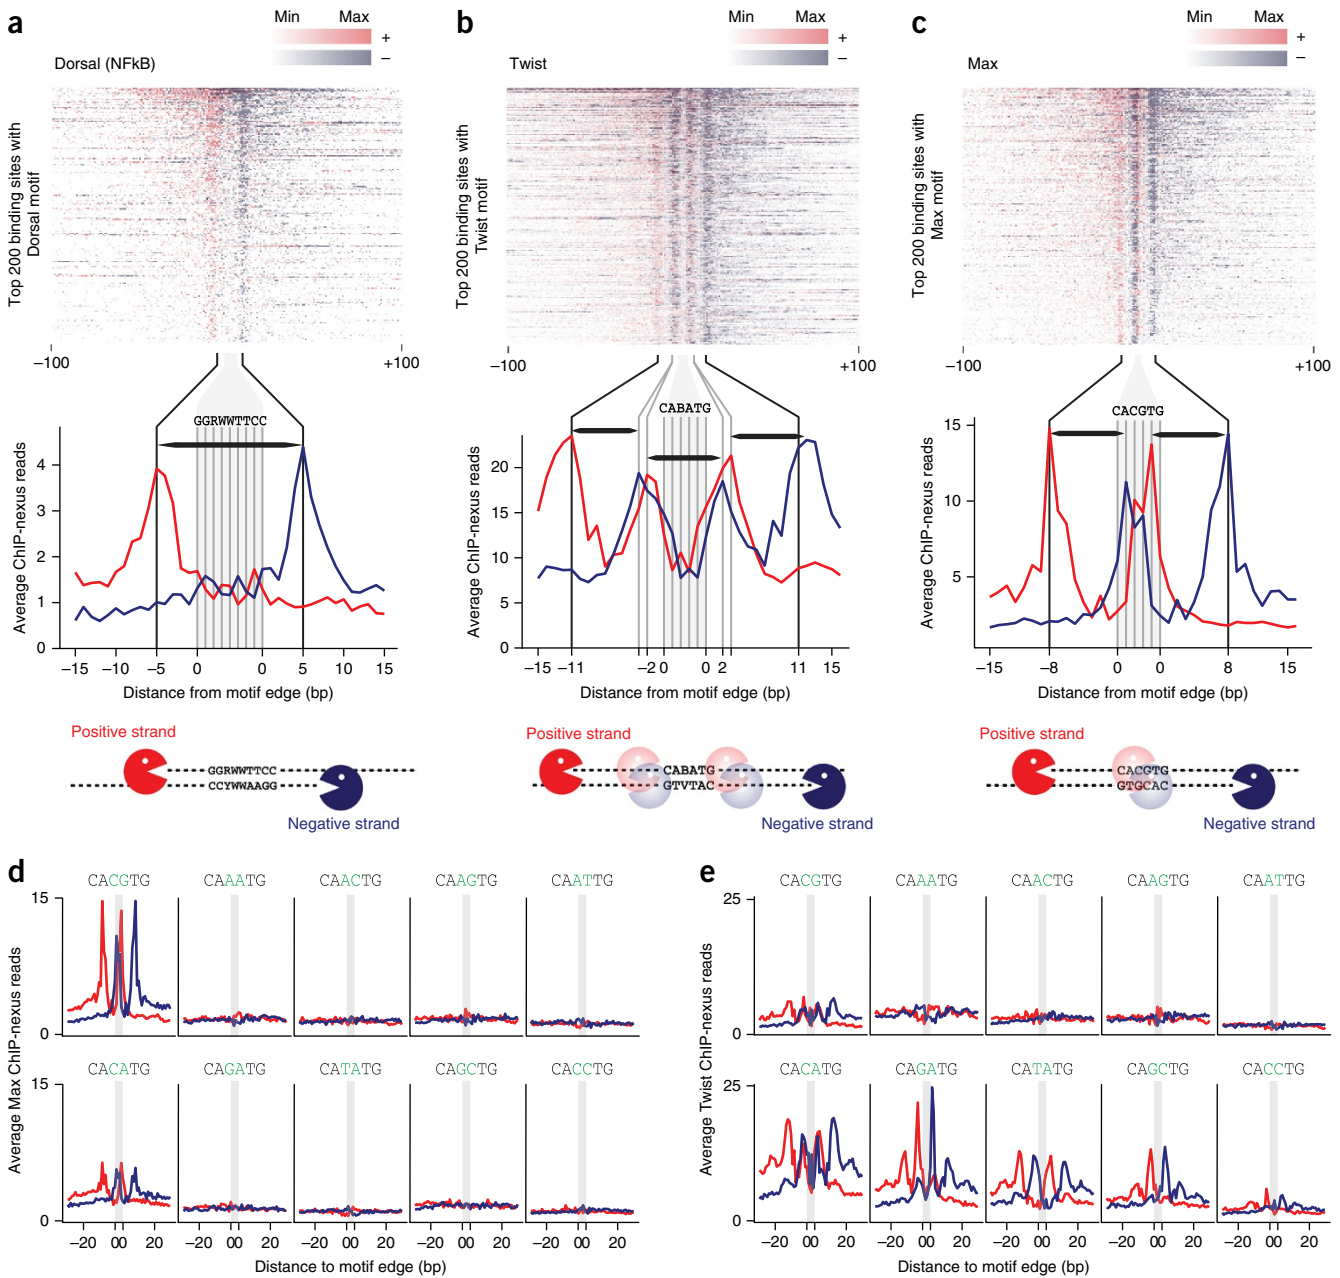 a
Min Max
+
−
Dorsal (NFkB)
Top 200 binding sites with
Dorsal motif
−100 +100
GGRWWTTCC
Average ChIP-nexus reads
4
3
2
1
0
−15 −10 −5 0 0 5 10 15
Distance from motif edge (bp)
Positive strand
GGRWWTTCC
CCYWWAAGG
Negative strand
b
Min Max
+
−
Twist
Top 200 binding sites with
Twist motif
−100 +100
CABATG
Average ChIP-nexus reads
20
15
10
5
0
−15 −11 −2 0 0 2 11 15
Distance from motif edge (bp)
Positive strand
CABATG
GTVTAC
Negative strand
c
Min Max
+
−
Max
Top 200 binding sites with
Max motif
−100 +100
CACGTG
Average ChIP-nexus reads
15
10
5
−15 −8 0 0 8 15
Distance from motif edge (bp)
Positive strand
CACGTG
GTGCAC
Negative strand
d
Average Max ChIP-nexus reads
CACGTG CAAATG CAACTG CAAGTG CAATTG
15
0
CACATG CAGATG CATATG CAGCTG CACCTG
15
0
−20 00 20 −20 00 20 −20 00 20 −20 00 20 −20 00 20
Distance to motif edge (bp)
e
Average Twist ChIP-nexus reads
CACGTG CAAATG CAACTG CAAGTG CAATTG
25
0
CACATG CAGATG CATATG CAGCTG CACCTG
25
0
−20 00 20 −20 00 20 −20 00 20 −20 00 20 −20 00 20
Distance to motif edge (bp)